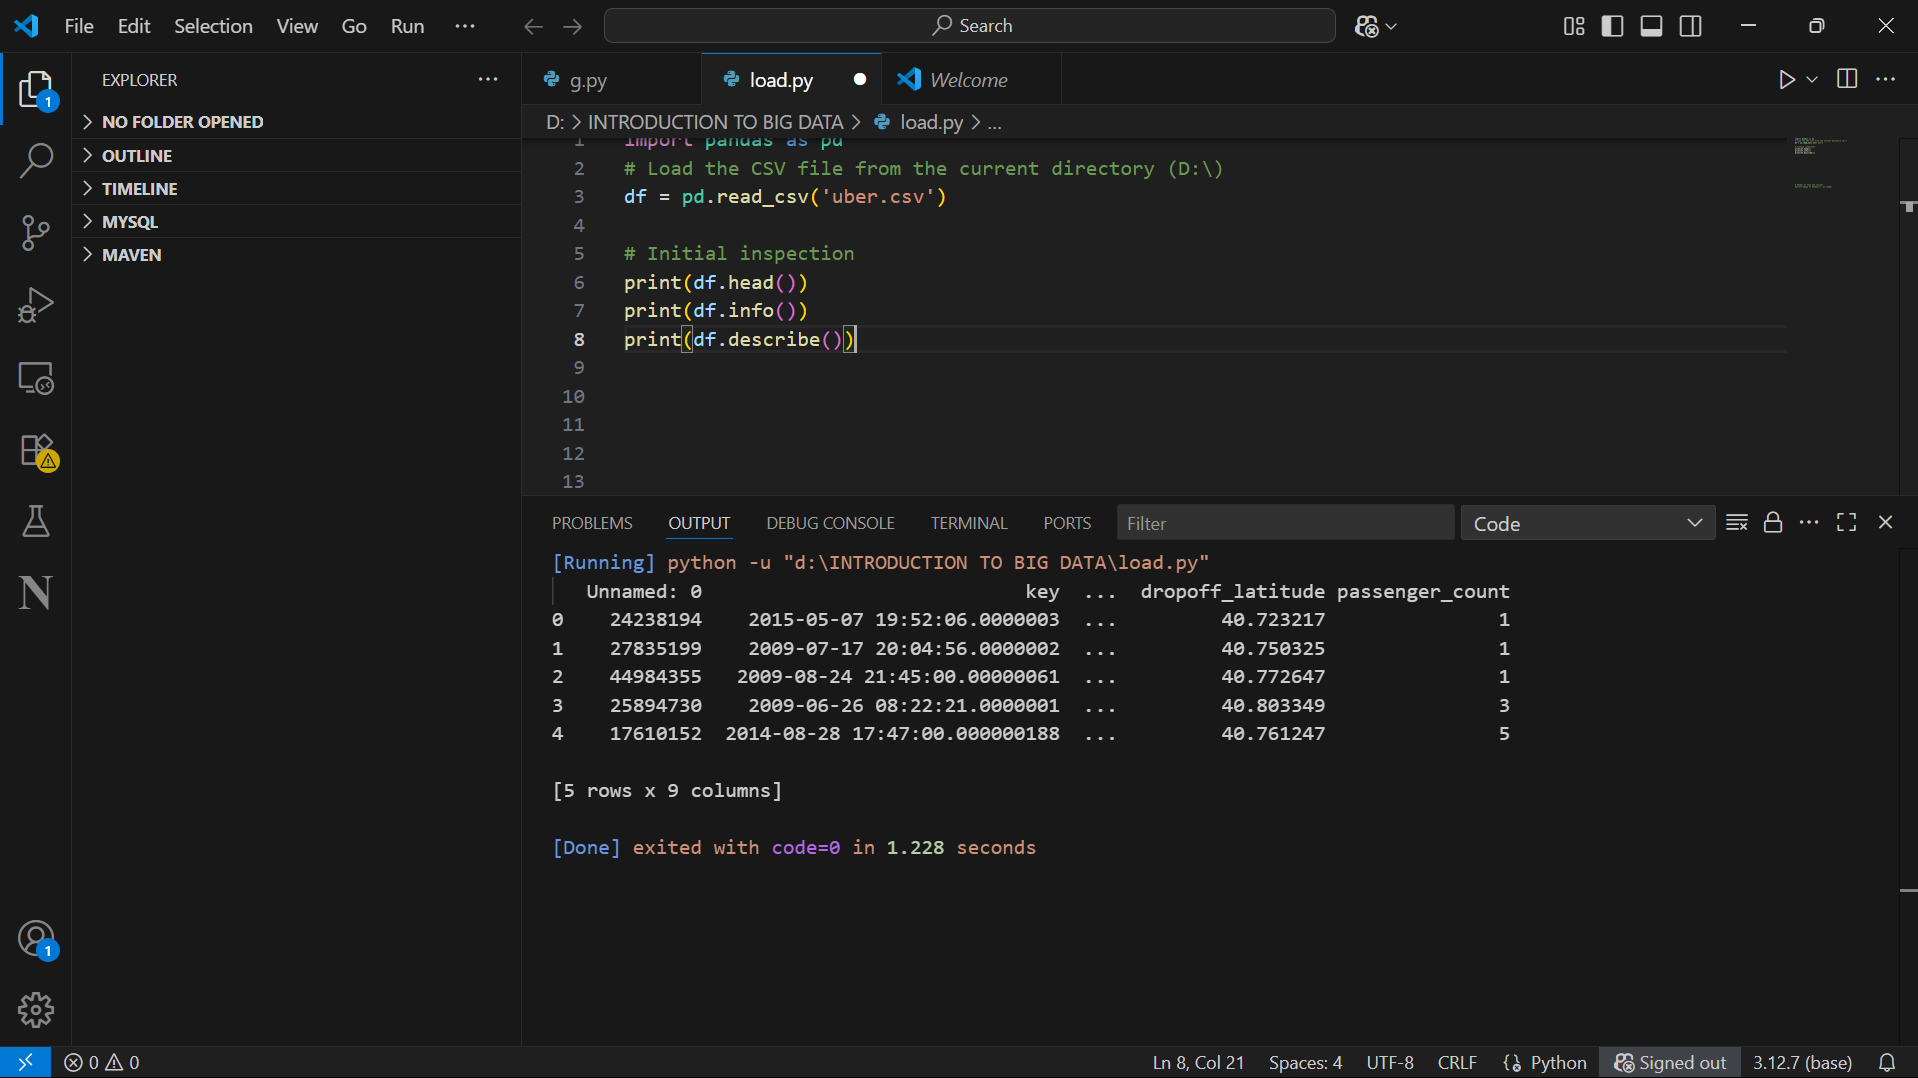 File Edit Selection View Go Run ...
Search
EXPLORER
1
NO FOLDER OPENED
OUTLINE
TIMELINE
MYSQL
MAVEN
g.py
load.py
Welcome
D: > INTRODUCTION TO BIG DATA > load.py > ...
1 import pandas as pd
2 # Load the CSV file from the current directory (D:\)
3 df = pd.read_csv('uber.csv')
4
5 # Initial inspection
6 print(df.head())
7 print(df.info())
8 print(df.describe())
9
10
11
12
13
PROBLEMS OUTPUT DEBUG CONSOLE TERMINAL PORTS Filter Code
[Running] python -u "d:\INTRODUCTION TO BIG DATA\load.py"
Unnamed: 0 key ... dropoff_latitude passenger_count
0 24238194 2015-05-07 19:52:06.0000003 ... 40.723217 1
1 27835199 2009-07-17 20:04:56.0000002 ... 40.750325 1
2 44984355 2009-08-24 21:45:00.00000061 ... 40.772647 1
3 25894730 2009-06-26 08:22:21.0000001 ... 40.803349 3
4 17610152 2014-08-28 17:47:00.000000188 ... 40.761247 5
[5 rows x 9 columns]
[Done] exited with code=0 in 1.228 seconds
N
1
0 0
Ln 8, Col 21 Spaces: 4 UTF-8 CRLF Python Signed out 3.12.7 (base)